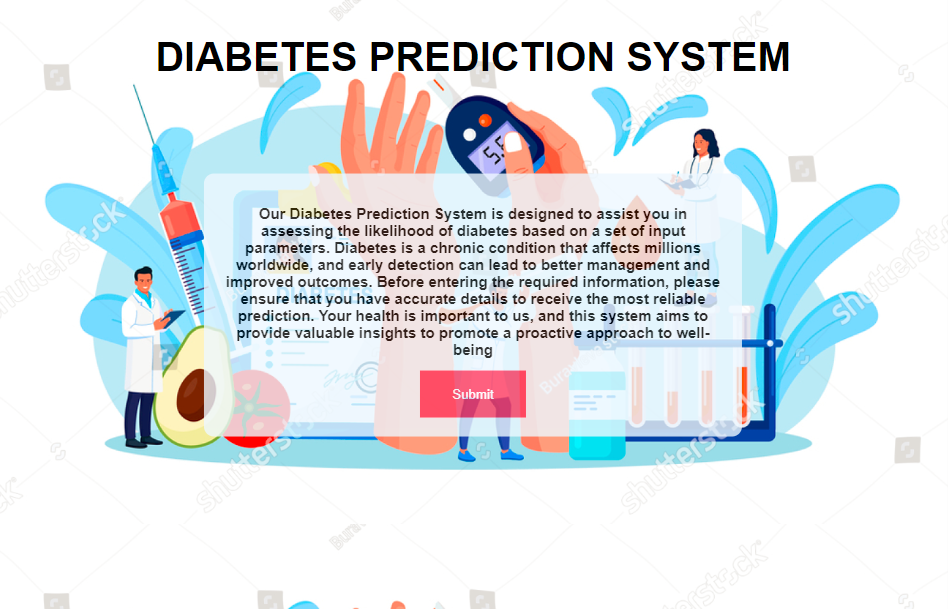 DIABETES PREDICTION SYSTEM
5.5
Our Diabetes Prediction System is designed to assist you in
assessing the likelihood of diabetes based on a set of input
parameters. Diabetes is a chronic condition that affects millions
worldwide, and early detection can lead to better management and
improved outcomes. Before entering the required information, please
ensure that you have accurate details to receive the most reliable
prediction. Your health is important to us, and this system aims to
provide valuable insights to promote a proactive approach to well-
being
Submit
shutterstock
shutterstock
shutterstock
shutterstock
shutterstock
shutterstock